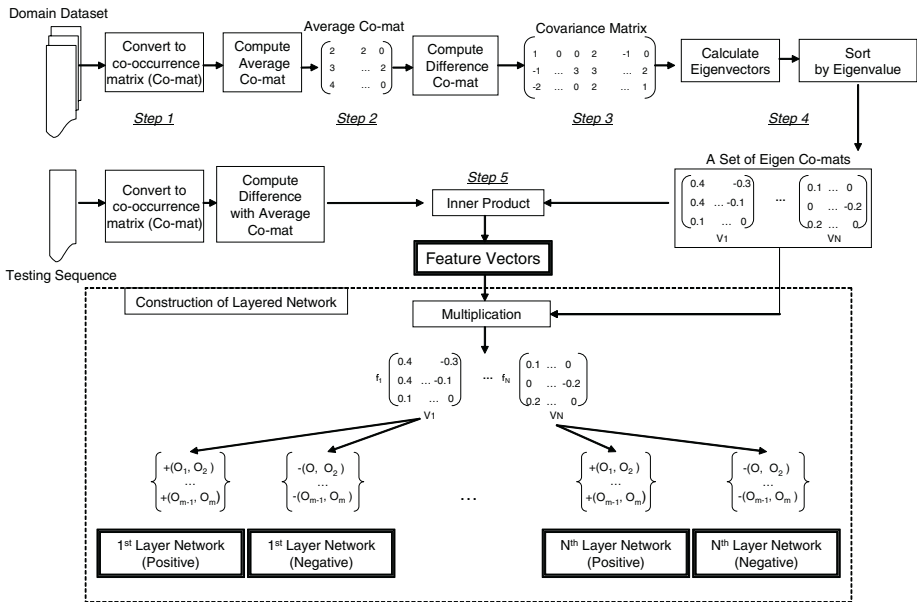 Domain Dataset
Convert to
co-occurrence
matrix (Co-mat)
Compute
Average
Co-mat
Average Co-mat
2 2 0
3 ... 2
4 ... 0
Compute
Difference
Co-mat
Covariance Matrix
1 0 0 2 -1 0
-1 ... 3 3 ... 2
-2 ... 0 2 ... 1
Calculate
Eigenvectors
Sort
by Eigenvalue
Step 1
Step 2
Step 3
Step 4
Testing Sequence
Convert to
co-occurrence
matrix (Co-mat)
Compute
Difference
with Average
Co-mat
Step 5
Inner Product
A Set of Eigen Co-mats
0.4 -0.3
0.4 ... -0.1
0.1 ... 0
V1
...
0.1 ... 0
0 ... -0.2
0.2 ... 0
VN
Feature Vectors
Construction of Layered Network
Multiplication
f1
0.4 -0.3
0.4 ... -0.1
0.1 ... 0
V1
... fN
0.1 ... 0
0 ... -0.2
0.2 ... 0
VN
+(O1, O2 )
...
+(Om-1, Om)
-(O, O2 )
...
-(Om-1, Om )
...
+(O1, O2 )
...
+(Om-1, Om)
-(O, O2 )
...
-(Om-1, Om )
1st Layer Network
(Positive)
1st Layer Network
(Negative)
Nth Layer Network
(Positive)
Nth Layer Network
(Negative)